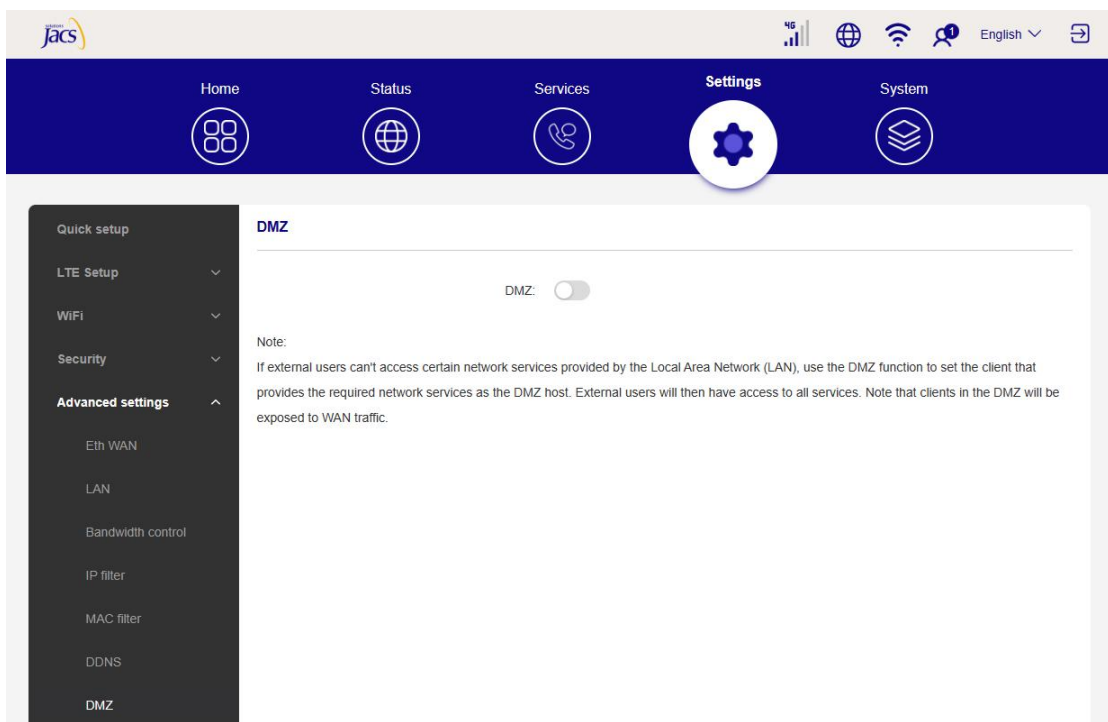 solutions
jacs
4G
1
English
Home
Status
Services
Settings
System
Quick setup
LTE Setup
WiFi
Security
Advanced settings
Eth WAN
LAN
Bandwidth control
IP filter
MAC filter
DDNS
DMZ
DMZ
DMZ:
Note:
If external users can't access certain network services provided by the Local Area Network (LAN), use the DMZ function to set the client that
provides the required network services as the DMZ host. External users will then have access to all services. Note that clients in the DMZ will be
exposed to WAN traffic.